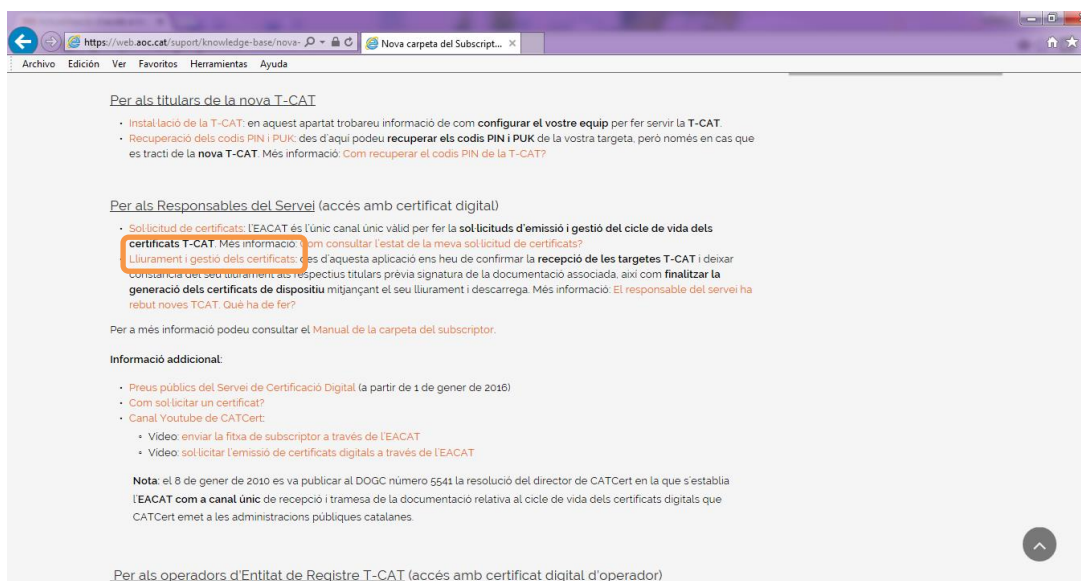 https://web.aoc.cat/suport/knowledge-base/nova-
Nova carpeta del Subscript...
Archivo Edición Ver Favoritos Herramientas Ayuda
Per als titulars de la nova T-CAT
• Instal·lació de la T-CAT: en aquest apartat trobareu informació de com configurar el vostre equip per fer servir la T-CAT.
• Recuperació dels codis PIN i PUK: des d'aquí podeu recuperar els codis PIN i PUK de la vostra targeta, però només en cas que
es tracti de la nova T-CAT. Més informació: Com recuperar el codis PIN de la T-CAT?
Per als Responsables del Servei (accés amb certificat digital)
• Sol·licitud de certificats: l'EACAT és l'únic canal únic vàlid per fer la sol·licituds d'emissió i gestió del cicle de vida dels
certificats T-CAT. Més informació: Com consultar l'estat de la meva sol·licitud de certificats?
• Lliurament i gestió dels certificats: des d'aquesta aplicació ens heu de confirmar la recepció de les targetes T-CAT i deixar
constància del seu lliurament als respectius titulars prèvia signatura de la documentació associada, així com finalitzar la
generació dels certificats de dispositiu mitjançant el seu lliurament i descarrega. Més informació: El responsable del servei ha
rebut noves TCAT. Què ha de fer?
Per a més informació podeu consultar el Manual de la carpeta del subscriptor.
Informació addicional:
• Preus públics del Servei de Certificació Digital (a partir de 1 de gener de 2016)
• Com sol·licitar un certificat?
• Canal Youtube de CATCert:
Vídeo: enviar la fitxa de subscriptor a través de l'EACAT
Vídeo: sol·licitar l'emissió de certificats digitals a través de l'EACAT
Nota: el 8 de gener de 2010 es va publicar al DOGC número 5541 la resolució del director de CATCert en la que s'establia
l'EACAT com a canal únic de recepció i tramesa de la documentació relativa al cicle de vida dels certificats digitals que
CATCert emet a les administracions públiques catalanes.
Per als operadors d'Entitat de Registre T-CAT (accés amb certificat digital d'operador)